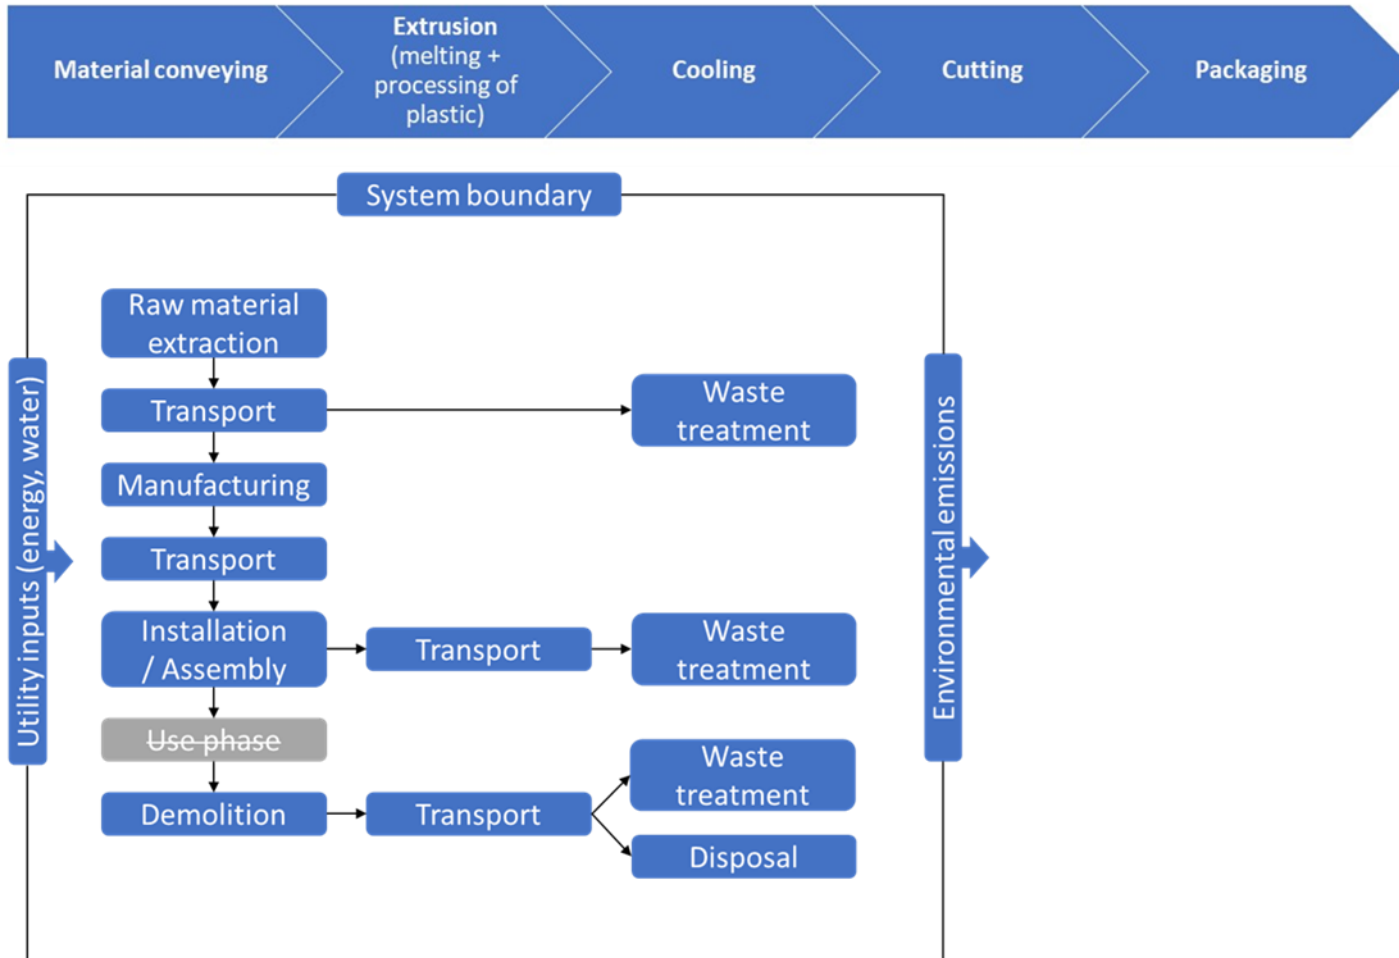 Material conveying
Extrusion
(melting +
processing of
plastic)
Cooling
Cutting
Packaging
System boundary
Utility inputs (energy, water)
Raw material
extraction
Transport
Waste
treatment
Manufacturing
Transport
Installation
/ Assembly
Transport
Waste
treatment
Use phase
Demolition
Transport
Waste
treatment
Disposal
Environmental emissions